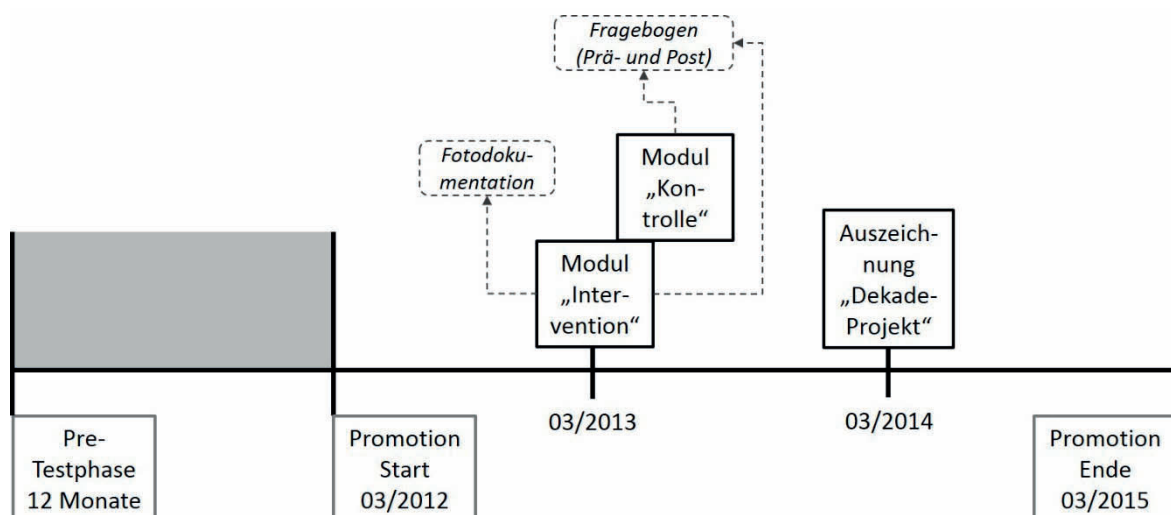 Fragebogen
(Prä- und Post)
Fotodoku-
mentation
Modul
„Kon-
trolle“
Modul
„Inter-
vention“
Auszeich-
nung
„Dekade-
Projekt“
03/2013
03/2014
Pre-
Testphase
12 Monate
Promotion
Start
03/2012
Promotion
Ende
03/2015